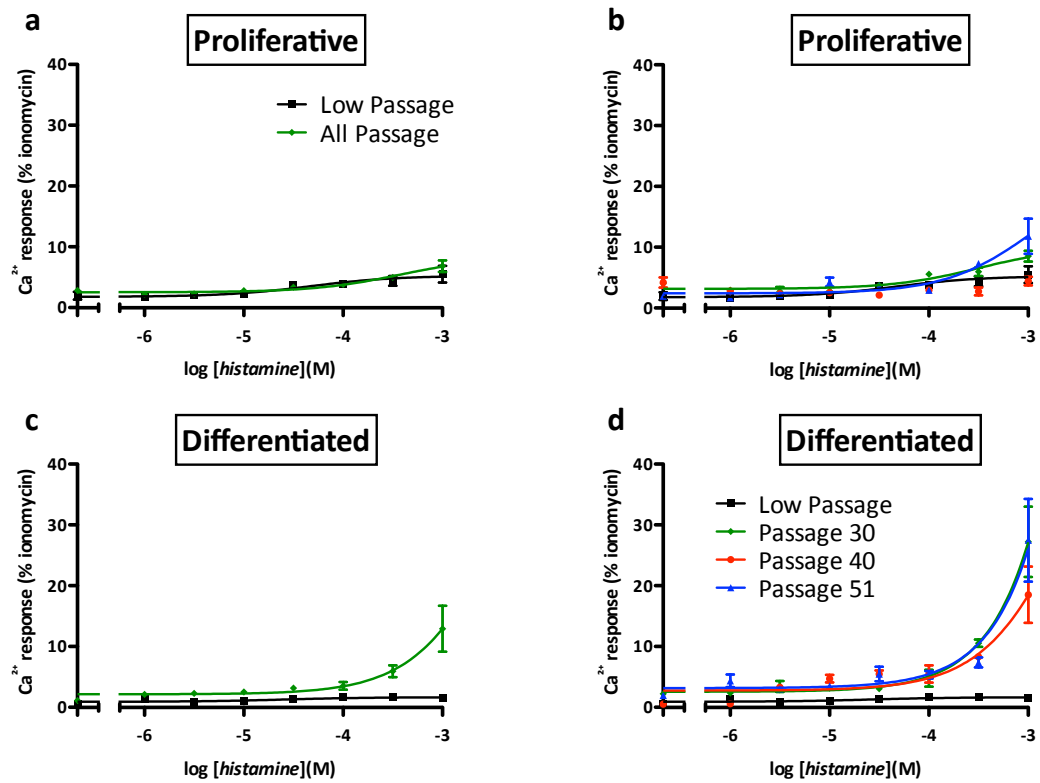 a
Proliferative
Ca²⁺ response (% ionomycin)
40
30
20
10
0
Low Passage
All Passage
-6
-5
-4
-3
log [histamine](M)
b
Proliferative
Ca²⁺ response (% ionomycin)
40
30
20
10
0
-6
-5
-4
-3
log [histamine](M)
c
Differentiated
Ca²⁺ response (% ionomycin)
40
30
20
10
0
-6
-5
-4
-3
log [histamine](M)
d
Differentiated
Ca²⁺ response (% ionomycin)
40
30
20
10
0
Low Passage
Passage 30
Passage 40
Passage 51
-6
-5
-4
-3
log [histamine](M)